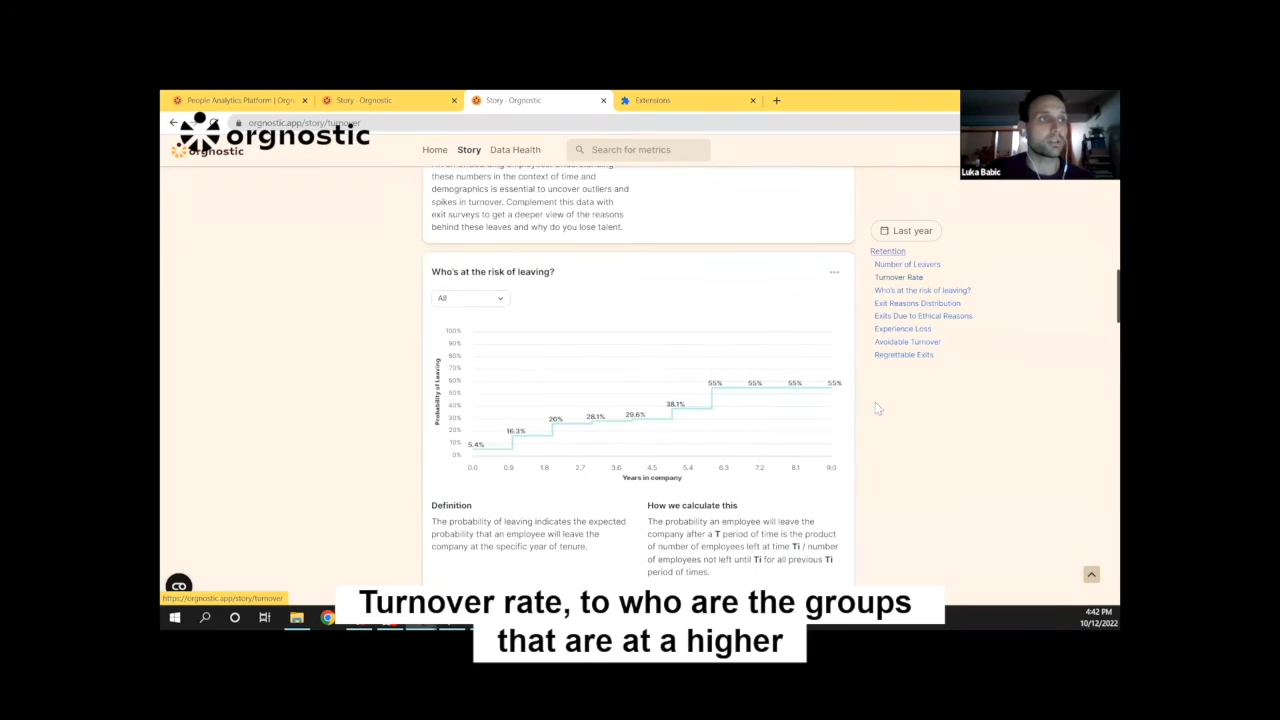 People Analytics Platform | Orgn
Story · Orgnostic
Story · Orgnostic
Extensions
orgnostic.app/story/turnover
orgnostic
orgnostic
Home
Story
Data Health
Search for metrics
Luka Babic
these numbers in the context of time and
demographics is essential to uncover outliers and
spikes in turnover. Complement this data with
exit surveys to get a deeper view of the reasons
behind these leaves and why do you lose talent.
Last year
Retention
Number of Leavers
Turnover Rate
Who's at the risk of leaving?
Exit Reasons Distribution
Exits Due to Ethical Reasons
Experience Loss
Avoidable Turnover
Regrettable Exits
Who's at the risk of leaving?
All
Probability of Leaving
100%
90%
80%
70%
60%
50%
40%
30%
20%
10%
0%
5.4%
16.3%
26%
28.1%
29.6%
38.1%
55%
55%
55%
55%
0.0
0.9
1.8
2.7
3.6
4.5
5.4
6.3
7.2
8.1
9.0
Years in company
Definition
The probability of leaving indicates the expected
probability that an employee will leave the
company at the specific year of tenure.
How we calculate this
The probability an employee will leave the
company after a T period of time is the product
of number of employees left at time Ti / number
of employees not left until Ti for all previous Ti
period of times.
https://orgnostic.app/story/turnover
4:42 PM
10/12/2022
Turnover rate, to who are the groups
that are at a higher